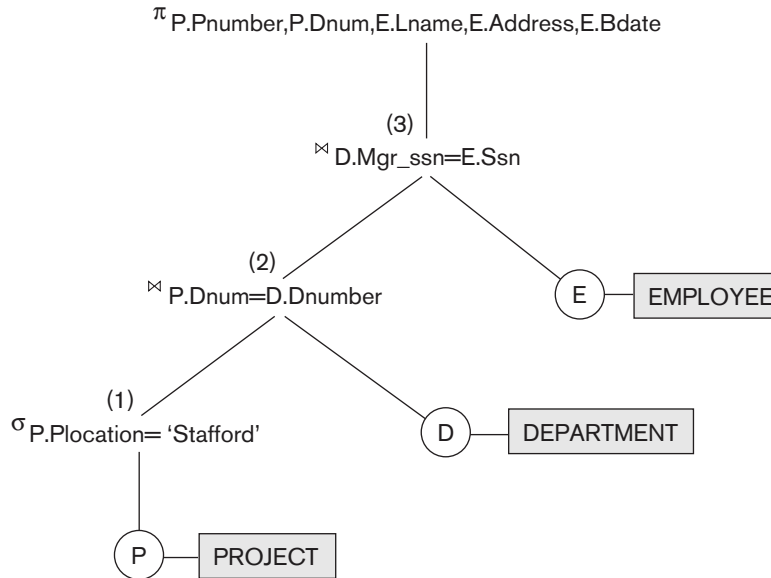 π P.Pnumber,P.Dnum,E.Lname,E.Address,E.Bdate
(3)
⋈ D.Mgr_ssn=E.Ssn
(2)
⋈ P.Dnum=D.Dnumber
E
EMPLOYEE
(1)
σ P.Plocation= ‘Stafford’
D
DEPARTMENT
P
PROJECT